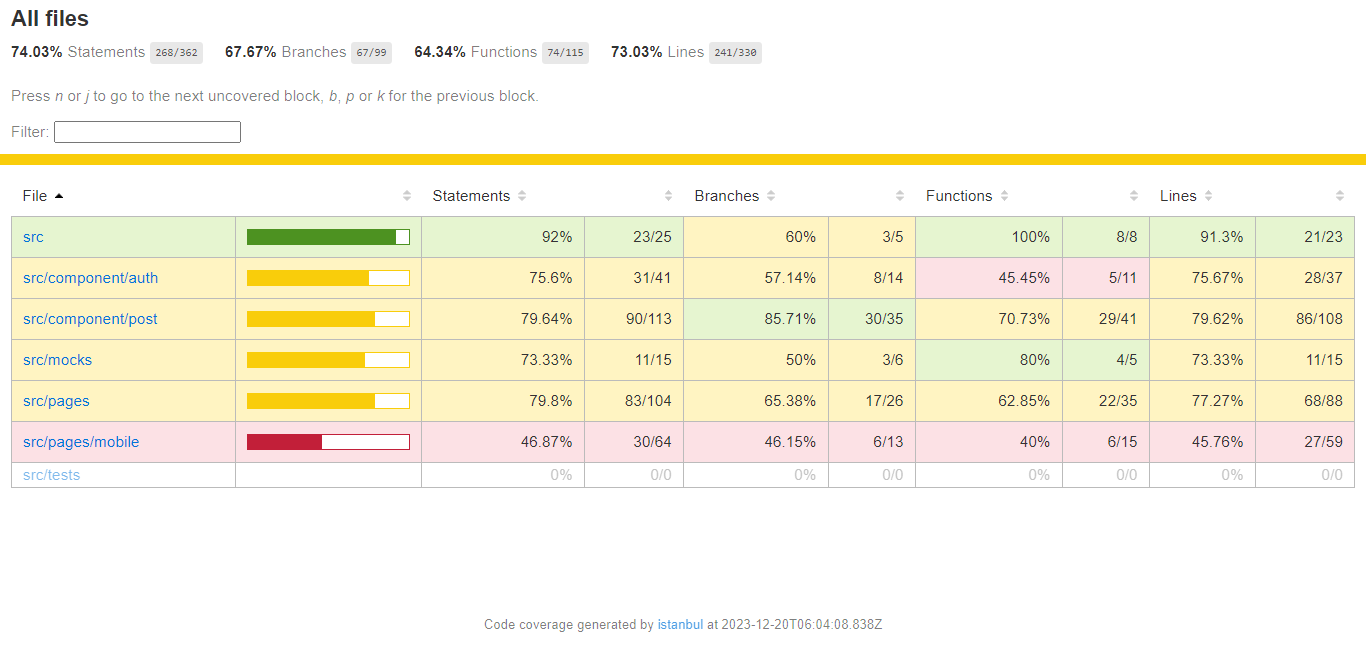 All files
74.03% Statements 268/362 67.67% Branches 67/99 64.34% Functions 74/115 73.03% Lines 241/330
Press n or j to go to the next uncovered block, b, p or k for the previous block.
Filter:
File Statements Branches Functions Lines
src 92% 23/25 60% 3/5 100% 8/8 91.3% 21/23
src/component/auth 75.6% 31/41 57.14% 8/14 45.45% 5/11 75.67% 28/37
src/component/post 79.64% 90/113 85.71% 30/35 70.73% 29/41 79.62% 86/108
src/mocks 73.33% 11/15 50% 3/6 80% 4/5 73.33% 11/15
src/pages 79.8% 83/104 65.38% 17/26 62.85% 22/35 77.27% 68/88
src/pages/mobile 46.87% 30/64 46.15% 6/13 40% 6/15 45.76% 27/59
src/tests 0% 0/0 0% 0/0 0% 0/0 0% 0/0
Code coverage generated by istanbul at 2023-12-20T06:04:08.838Z